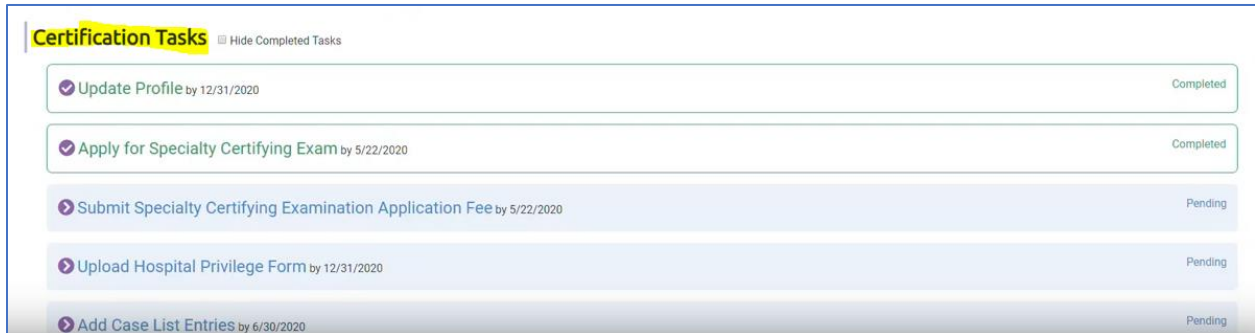 Certification Tasks Hide Completed Tasks
Update Profile by 12/31/2020 Completed
Apply for Specialty Certifying Exam by 5/22/2020 Completed
Submit Specialty Certifying Examination Application Fee by 5/22/2020 Pending
Upload Hospital Privilege Form by 12/31/2020 Pending
Add Case List Entries by 6/30/2020 Pending